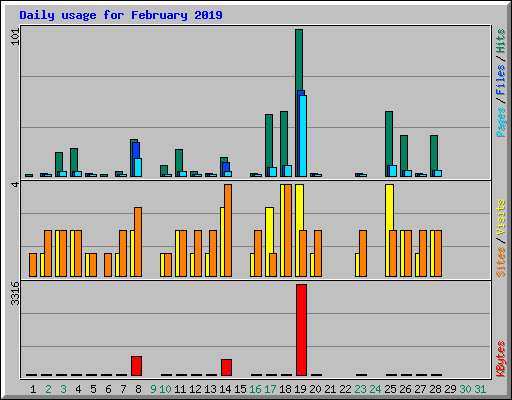 Daily usage for February 2019
101
4
3316
Pages / Files / Hits
Sites / Visits
KBytes
1 2 3 4 5 6 7 8 9 10 11 12 13 14 15 16 17 18 19 20 21 22 23 24 25 26 27 28 29 30 31